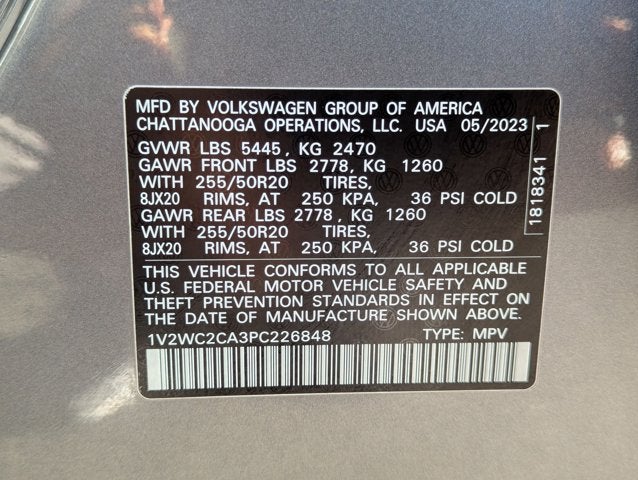 MFD BY VOLKSWAGEN GROUP OF AMERICA
CHATTANOOGA OPERATIONS, LLC. USA 05/2023
GVWR LBS 5445, KG 2470
GAWR FRONT LBS 2778, KG 1260
WITH 255/50R20 TIRES,
8JX20 RIMS, AT 250 KPA, 36 PSI COLD
GAWR REAR LBS 2778 , KG 1260
WITH 255/50R20 TIRES,
8JX20 RIMS, AT 250 KPA, 36 PSI COLD
THIS VEHICLE CONFORMS TO ALL APPLICABLE
U.S. FEDERAL MOTOR VEHICLE SAFETY AND
THEFT PREVENTION STANDARDS IN EFFECT ON
THE DATE OF MANUFACTURE SHOWN ABOVE.
1V2WC2CA3PC226848 TYPE: MPV
1818341 1